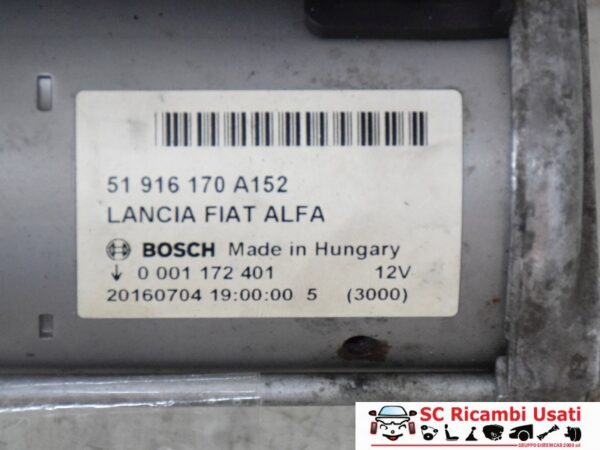 51 916 170 A152
LANCIA FIAT ALFA
BOSCH Made in Hungary
0 001 172 401 12V
20160704 19:00:00 5 (3000)
SC Ricambi Usati